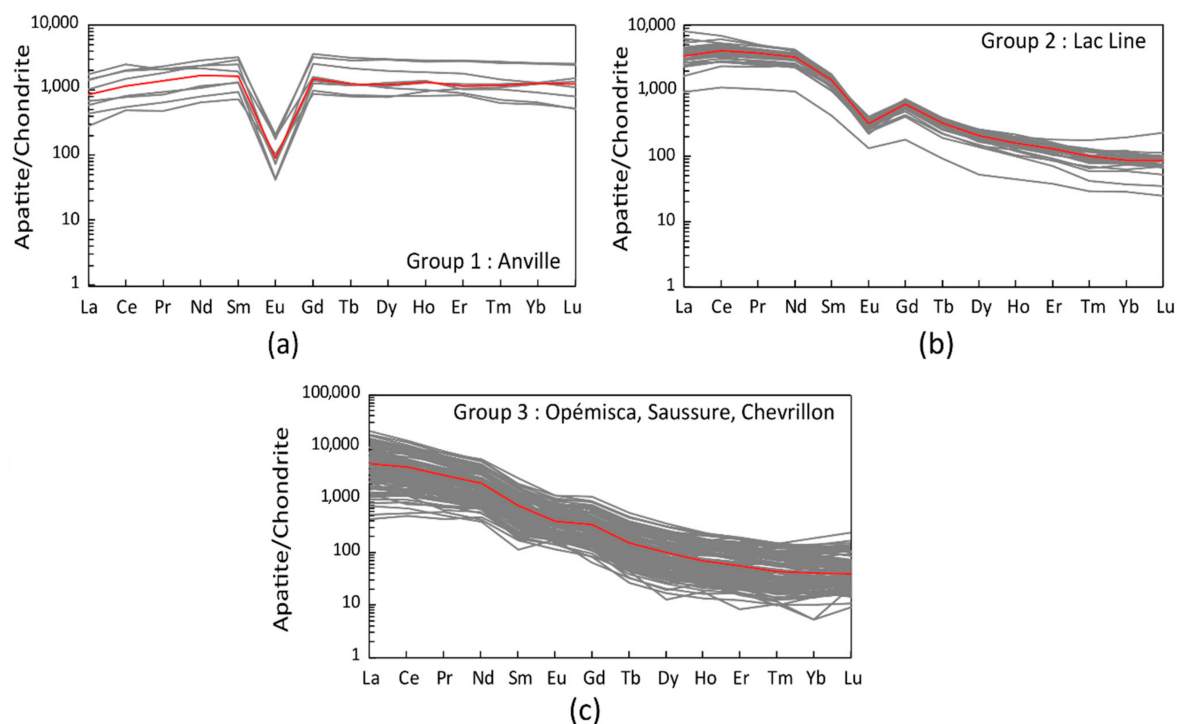 10,000
1,000
100
10
1
Apatite/Chondrite
Group 1 : Anville
La Ce Pr Nd Sm Eu Gd Tb Dy Ho Er Tm Yb Lu
(a)
10,000
1,000
100
10
1
Apatite/Chondrite
Group 2 : Lac Line
La Ce Pr Nd Sm Eu Gd Tb Dy Ho Er Tm Yb Lu
(b)
100,000
10,000
1,000
100
10
1
Apatite/Chondrite
Group 3 : Opémisca, Saussure, Chevrillon
La Ce Pr Nd Sm Eu Gd Tb Dy Ho Er Tm Yb Lu
(c)